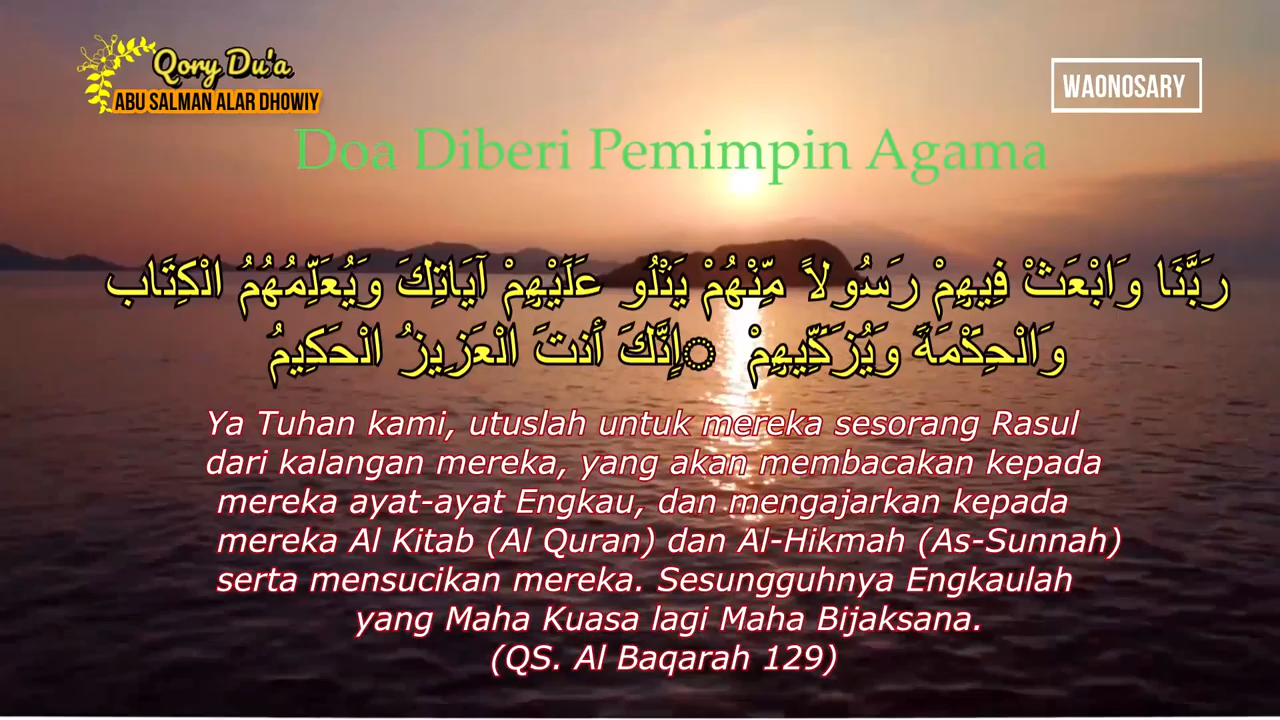 Qory Du'a
ABU SALMAN ALAR DHOWIY
WAONOSARY
Doa Diberi Pemimpin Agama
رَبَّنَا وَابْعَثْ فِيهِمْ رَسُولاً مِّنْهُمْ يَتْلُو عَلَيْهِمْ آيَاتِكَ وَيُعَلِّمُهُمُ الْكِتَاب
وَالْحِكْمَةَ وَيُزَكِّيهِمْ ۚ إِنَّكَ أَنتَ الْعَزِيزُ الْحَكِيمُ
Ya Tuhan kami, utuslah untuk mereka sesorang Rasul
dari kalangan mereka, yang akan membacakan kepada
mereka ayat-ayat Engkau, dan mengajarkan kepada
mereka Al Kitab (Al Quran) dan Al-Hikmah (As-Sunnah)
serta mensucikan mereka. Sesungguhnya Engkaulah
yang Maha Kuasa lagi Maha Bijaksana.
(QS. Al Baqarah 129)